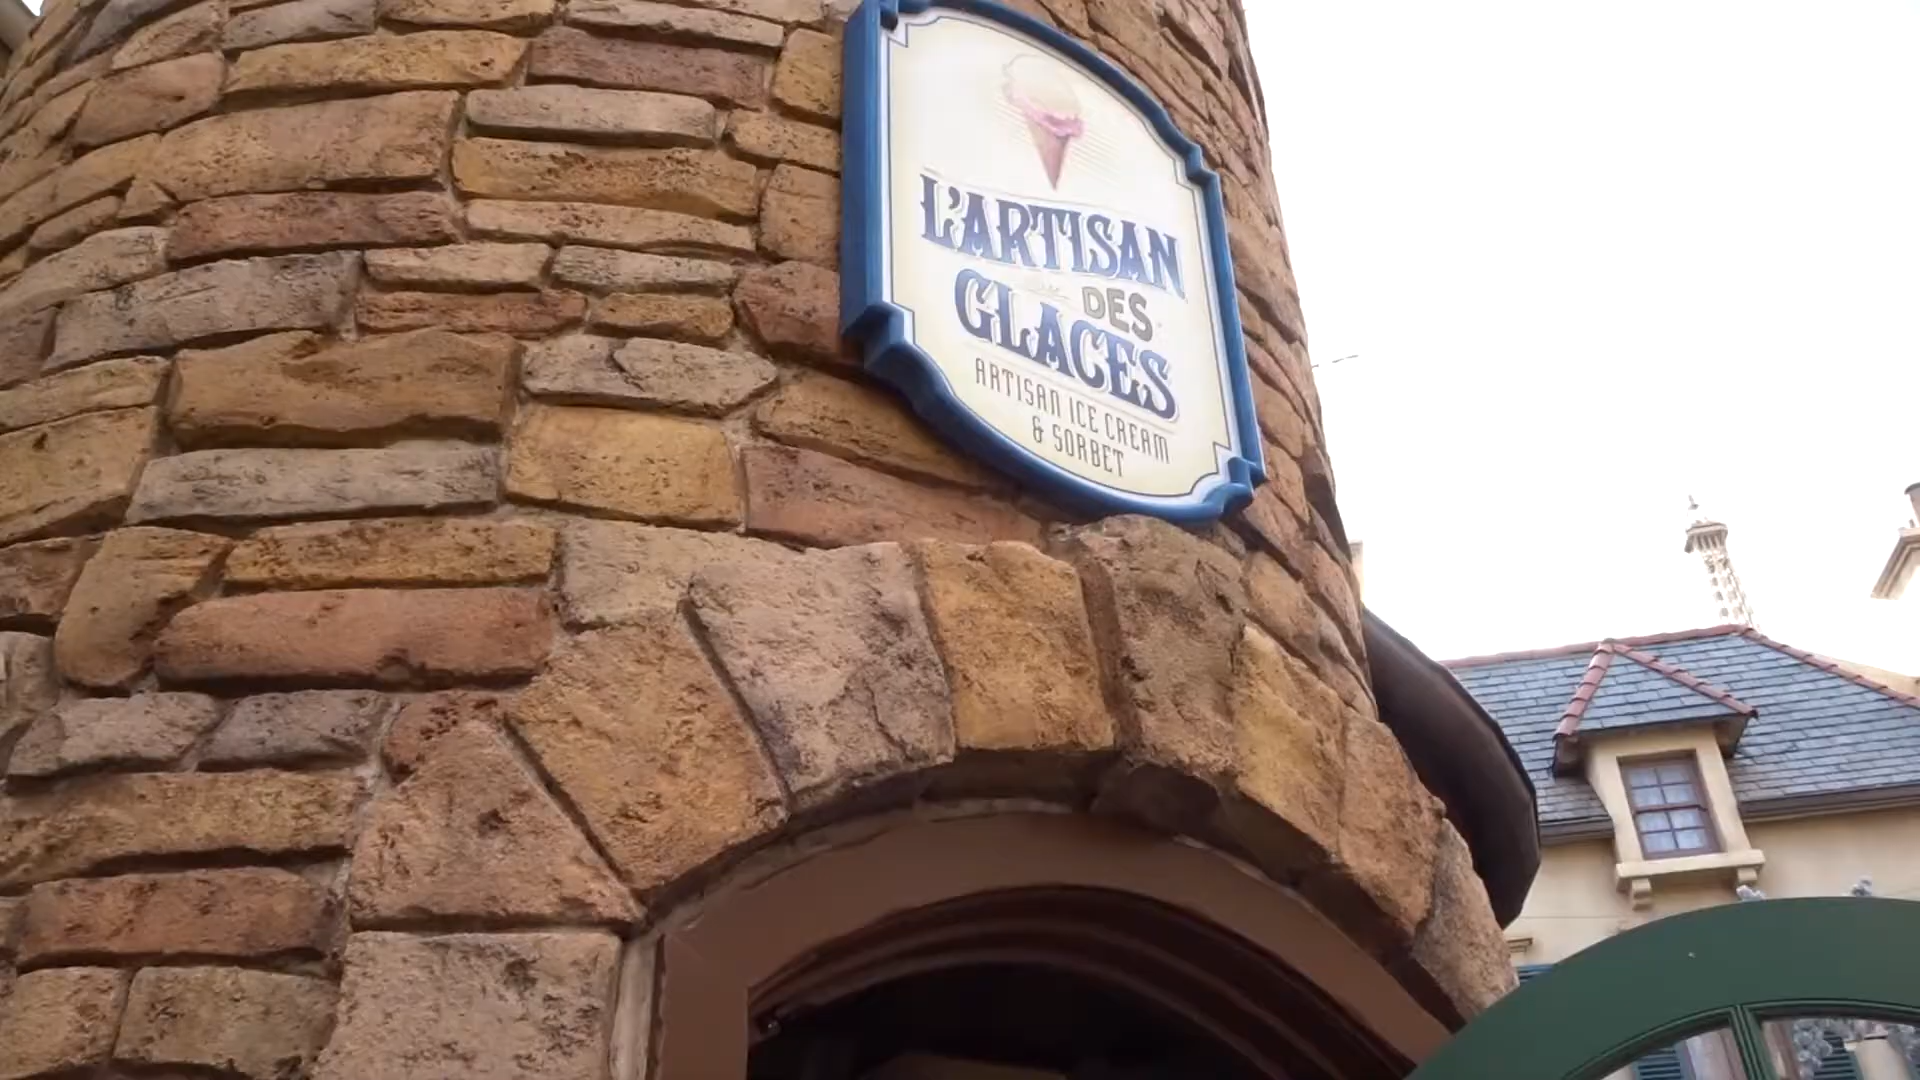 L'ARTISAN
DES
GLACES
ARTISAN ICE CREAM
& SORBET